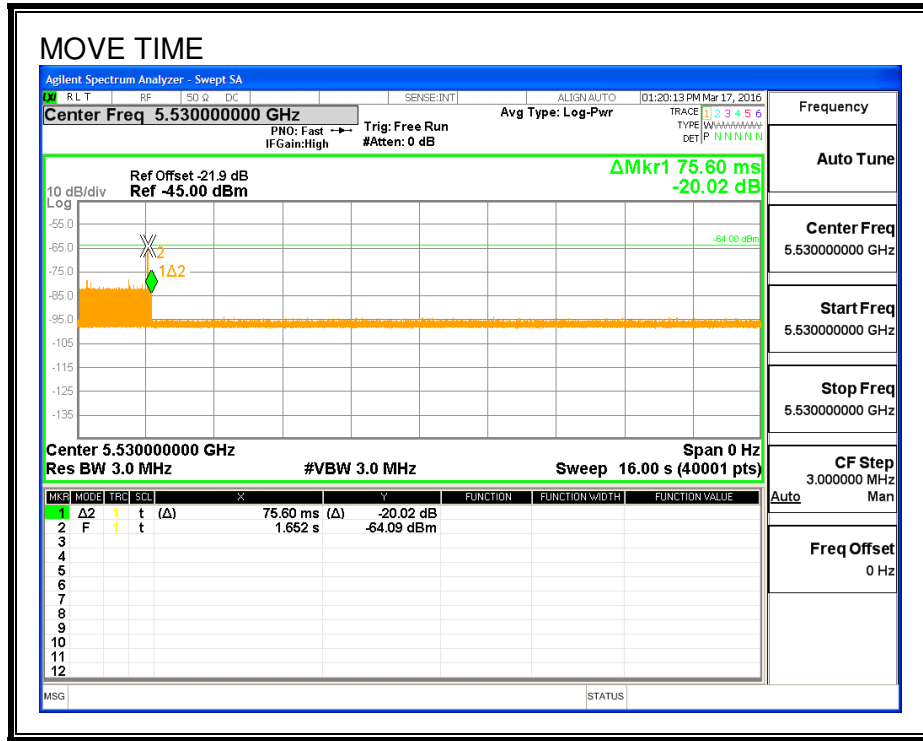 MOVE TIME
Agilent Spectrum Analyzer - Swept SA
LXI RLT RF 50 Ω DC SENSE:INT ALIGN AUTO 01:20:13 PM Mar 17, 2016
Center Freq 5.530000000 GHz
PNO: Fast
IFGain:High
Trig: Free Run
#Atten: 0 dB
Avg Type: Log-Pwr
TRACE 1 2 3 4 5 6
TYPE W
DET P N N N N N
Frequency
Auto Tune
Center Freq
5.530000000 GHz
Start Freq
5.530000000 GHz
Stop Freq
5.530000000 GHz
CF Step
3.000000 MHz
Auto Man
Freq Offset
0 Hz
ΔMkr1 75.60 ms
-20.02 dB
Ref Offset -21.9 dB
10 dB/div Ref -45.00 dBm
Log
-55.0
-65.0
-75.0
-85.0
-95.0
-105
-115
-125
-135
-64.00 dBm
2
1Δ2
Center 5.530000000 GHz Span 0 Hz
Res BW 3.0 MHz #VBW 3.0 MHz Sweep 16.00 s (40001 pts)
MKR MODE TRC SCL X Y FUNCTION FUNCTION WIDTH FUNCTION VALUE
1 Δ2 1 t (Δ) 75.60 ms (Δ) -20.02 dB
2 F 1 t 1.652 s -64.09 dBm
3
4
5
6
7
8
9
10
11
12
MSG STATUS